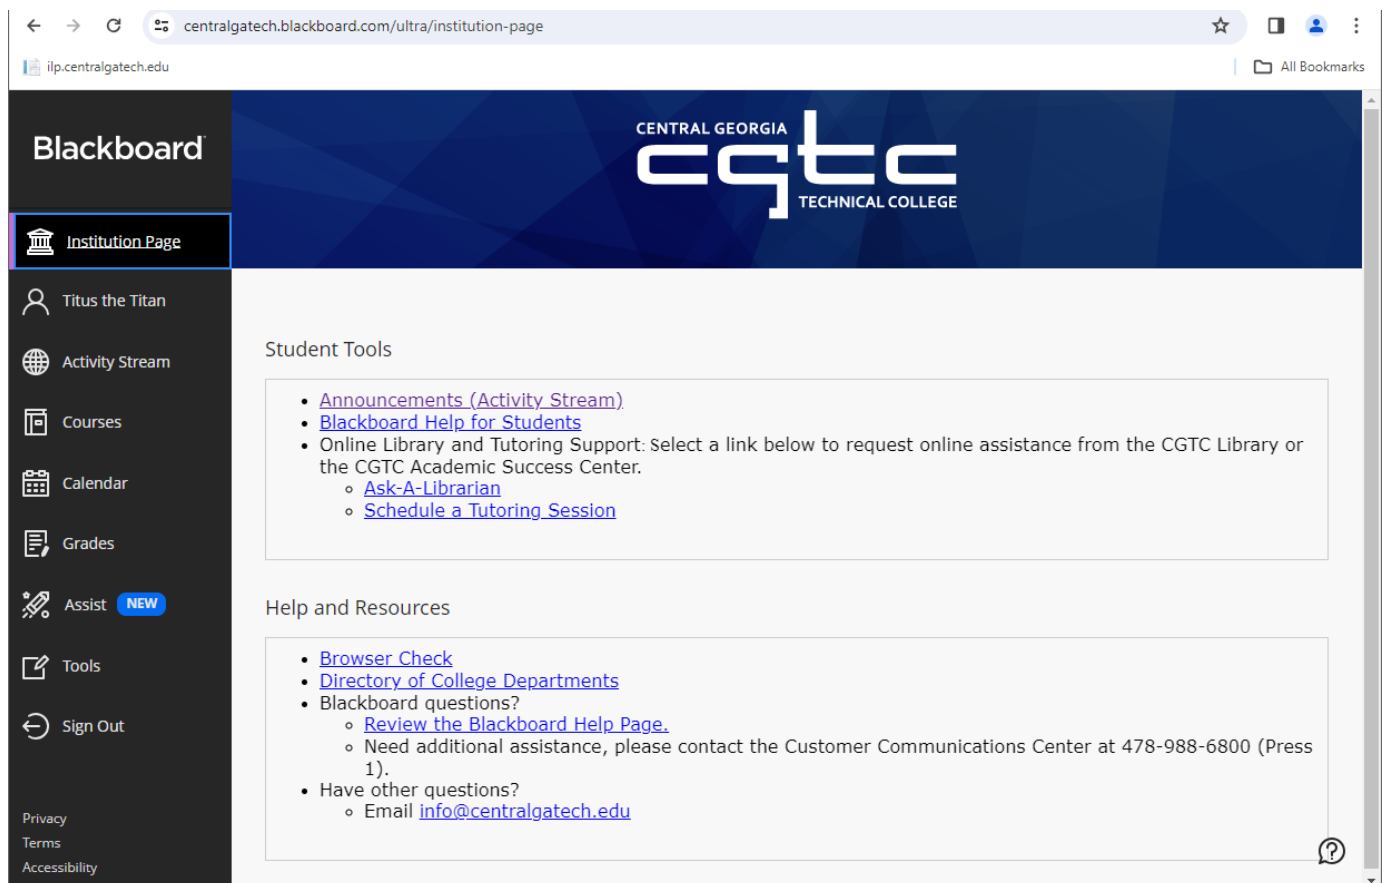 centralgatech.blackboard.com/ultra/institution-page
ilp.centralgatech.edu
All Bookmarks
Blackboard
Institution Page
Titus the Titan
Activity Stream
Courses
Calendar
Grades
Assist NEW
Tools
Sign Out
Privacy
Terms
Accessibility
CENTRAL GEORGIA
cgtc
TECHNICAL COLLEGE
Student Tools
• Announcements (Activity Stream)
• Blackboard Help for Students
• Online Library and Tutoring Support: Select a link below to request online assistance from the CGTC Library or
the CGTC Academic Success Center.
◦ Ask-A-Librarian
◦ Schedule a Tutoring Session
Help and Resources
• Browser Check
• Directory of College Departments
• Blackboard questions?
◦ Review the Blackboard Help Page.
◦ Need additional assistance, please contact the Customer Communications Center at 478-988-6800 (Press
1).
• Have other questions?
◦ Email info@centralgatech.edu